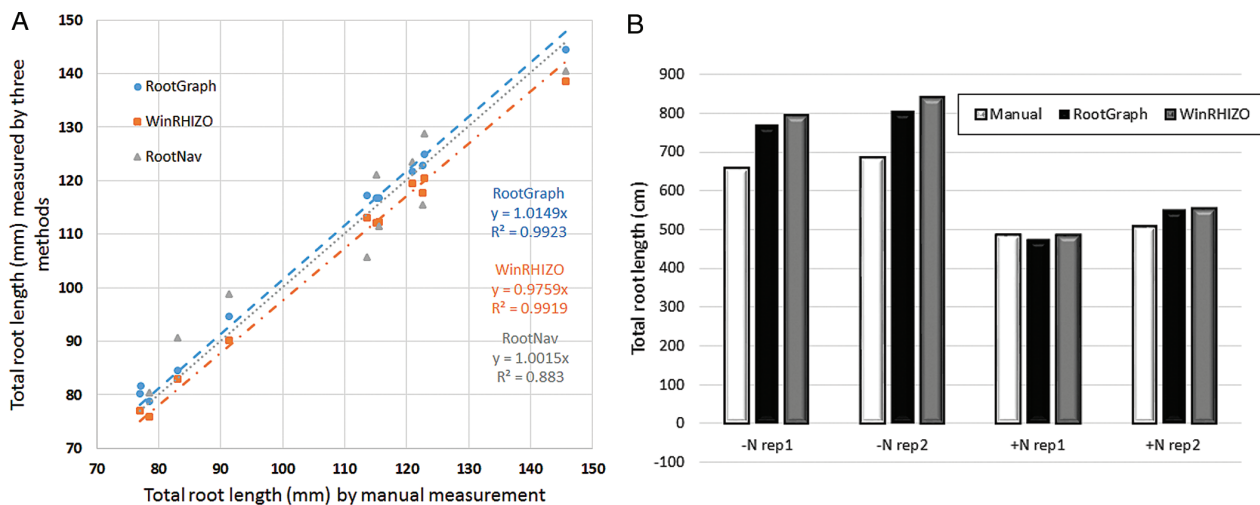 A
150
140
130
120
110
100
90
80
70
Total root length (mm) measured by three
methods
RootGraph
WinRHIZO
RootNav
RootGraph
y = 1.0149x
R² = 0.9923
WinRHIZO
y = 0.9759x
R² = 0.9919
RootNav
y = 1.0015x
R² = 0.883
70 80 90 100 110 120 130 140 150
Total root length (mm) by manual measurement
B
900
800
700
600
500
400
300
200
100
0
-100
Total root length (cm)
Manual RootGraph WinRHIZO
-N rep1 -N rep2 +N rep1 +N rep2